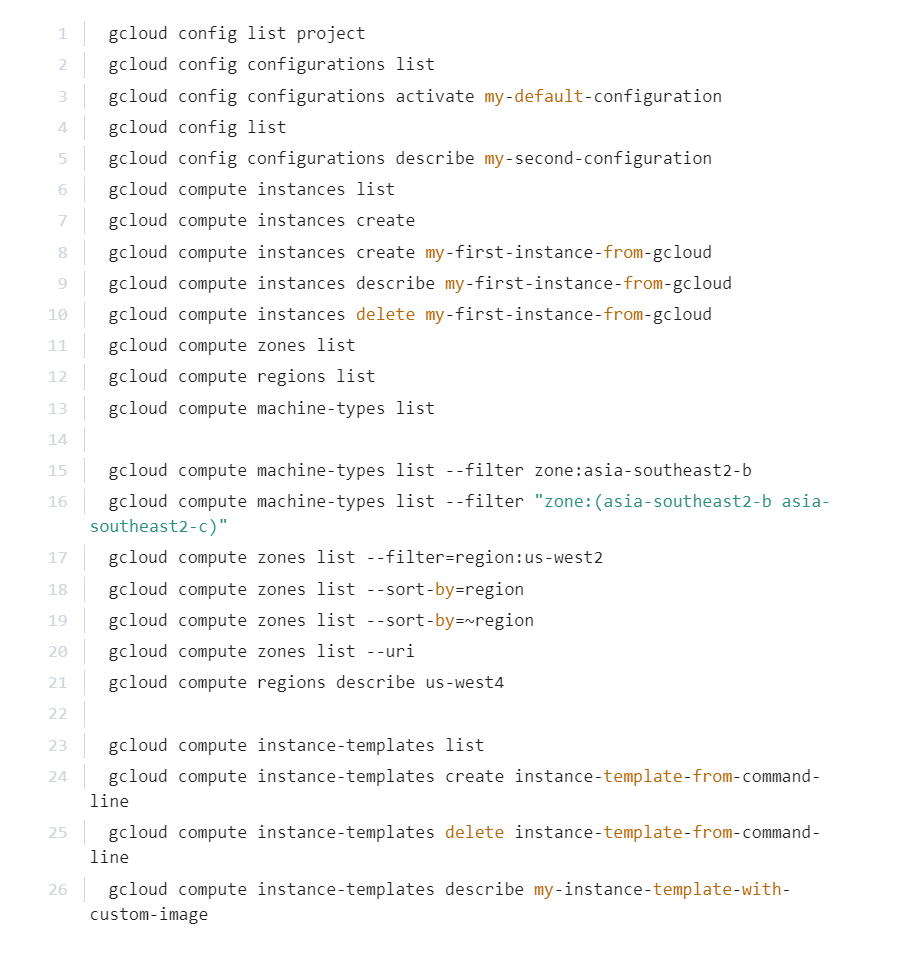 1 gcloud config list project
2 gcloud config configurations list
3 gcloud config configurations activate my-default-configuration
4 gcloud config list
5 gcloud config configurations describe my-second-configuration
6 gcloud compute instances list
7 gcloud compute instances create
8 gcloud compute instances create my-first-instance-from-gcloud
9 gcloud compute instances describe my-first-instance-from-gcloud
10 gcloud compute instances delete my-first-instance-from-gcloud
11 gcloud compute zones list
12 gcloud compute regions list
13 gcloud compute machine-types list
14
15 gcloud compute machine-types list --filter zone:asia-southeast2-b
16 gcloud compute machine-types list --filter "zone:(asia-southeast2-b asia-
southeast2-c)"
17 gcloud compute zones list --filter=region:us-west2
18 gcloud compute zones list --sort-by=region
19 gcloud compute zones list --sort-by=~region
20 gcloud compute zones list --uri
21 gcloud compute regions describe us-west4
22
23 gcloud compute instance-templates list
24 gcloud compute instance-templates create instance-template-from-command-
line
25 gcloud compute instance-templates delete instance-template-from-command-
line
26 gcloud compute instance-templates describe my-instance-template-with-
custom-image